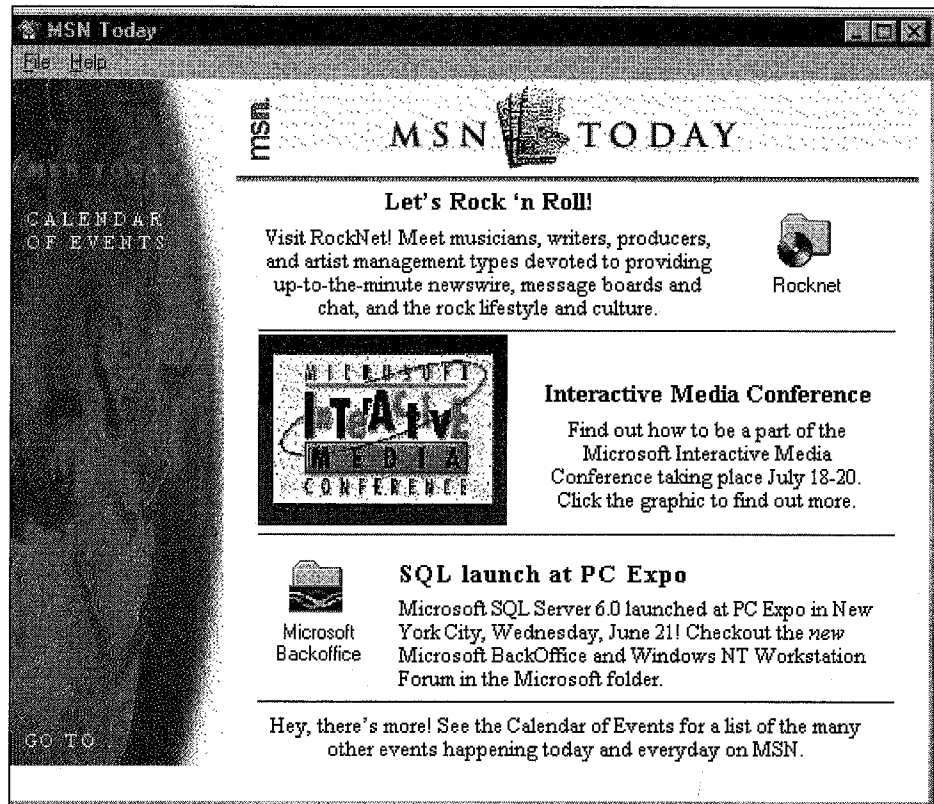 MSN Today
File Help
msn
MSN TODAY
CALENDAR
OF EVENTS
Let's Rock 'n Roll!
Visit RockNet! Meet musicians, writers, producers,
and artist management types devoted to providing
up-to-the-minute newswire, message boards and
chat, and the rock lifestyle and culture.
Rocknet
MICROSOFT
INTERACTIVE
MEDIA
CONFERENCE
Interactive Media Conference
Find out how to be a part of the
Microsoft Interactive Media
Conference taking place July 18-20.
Click the graphic to find out more.
Microsoft
Backoffice
SQL launch at PC Expo
Microsoft SQL Server 6.0 launched at PC Expo in New
York City, Wednesday, June 21! Checkout the new
Microsoft BackOffice and Windows NT Workstation
Forum in the Microsoft folder.
GO TO
Hey, there's more! See the Calendar of Events for a list of the many
other events happening today and everyday on MSN.